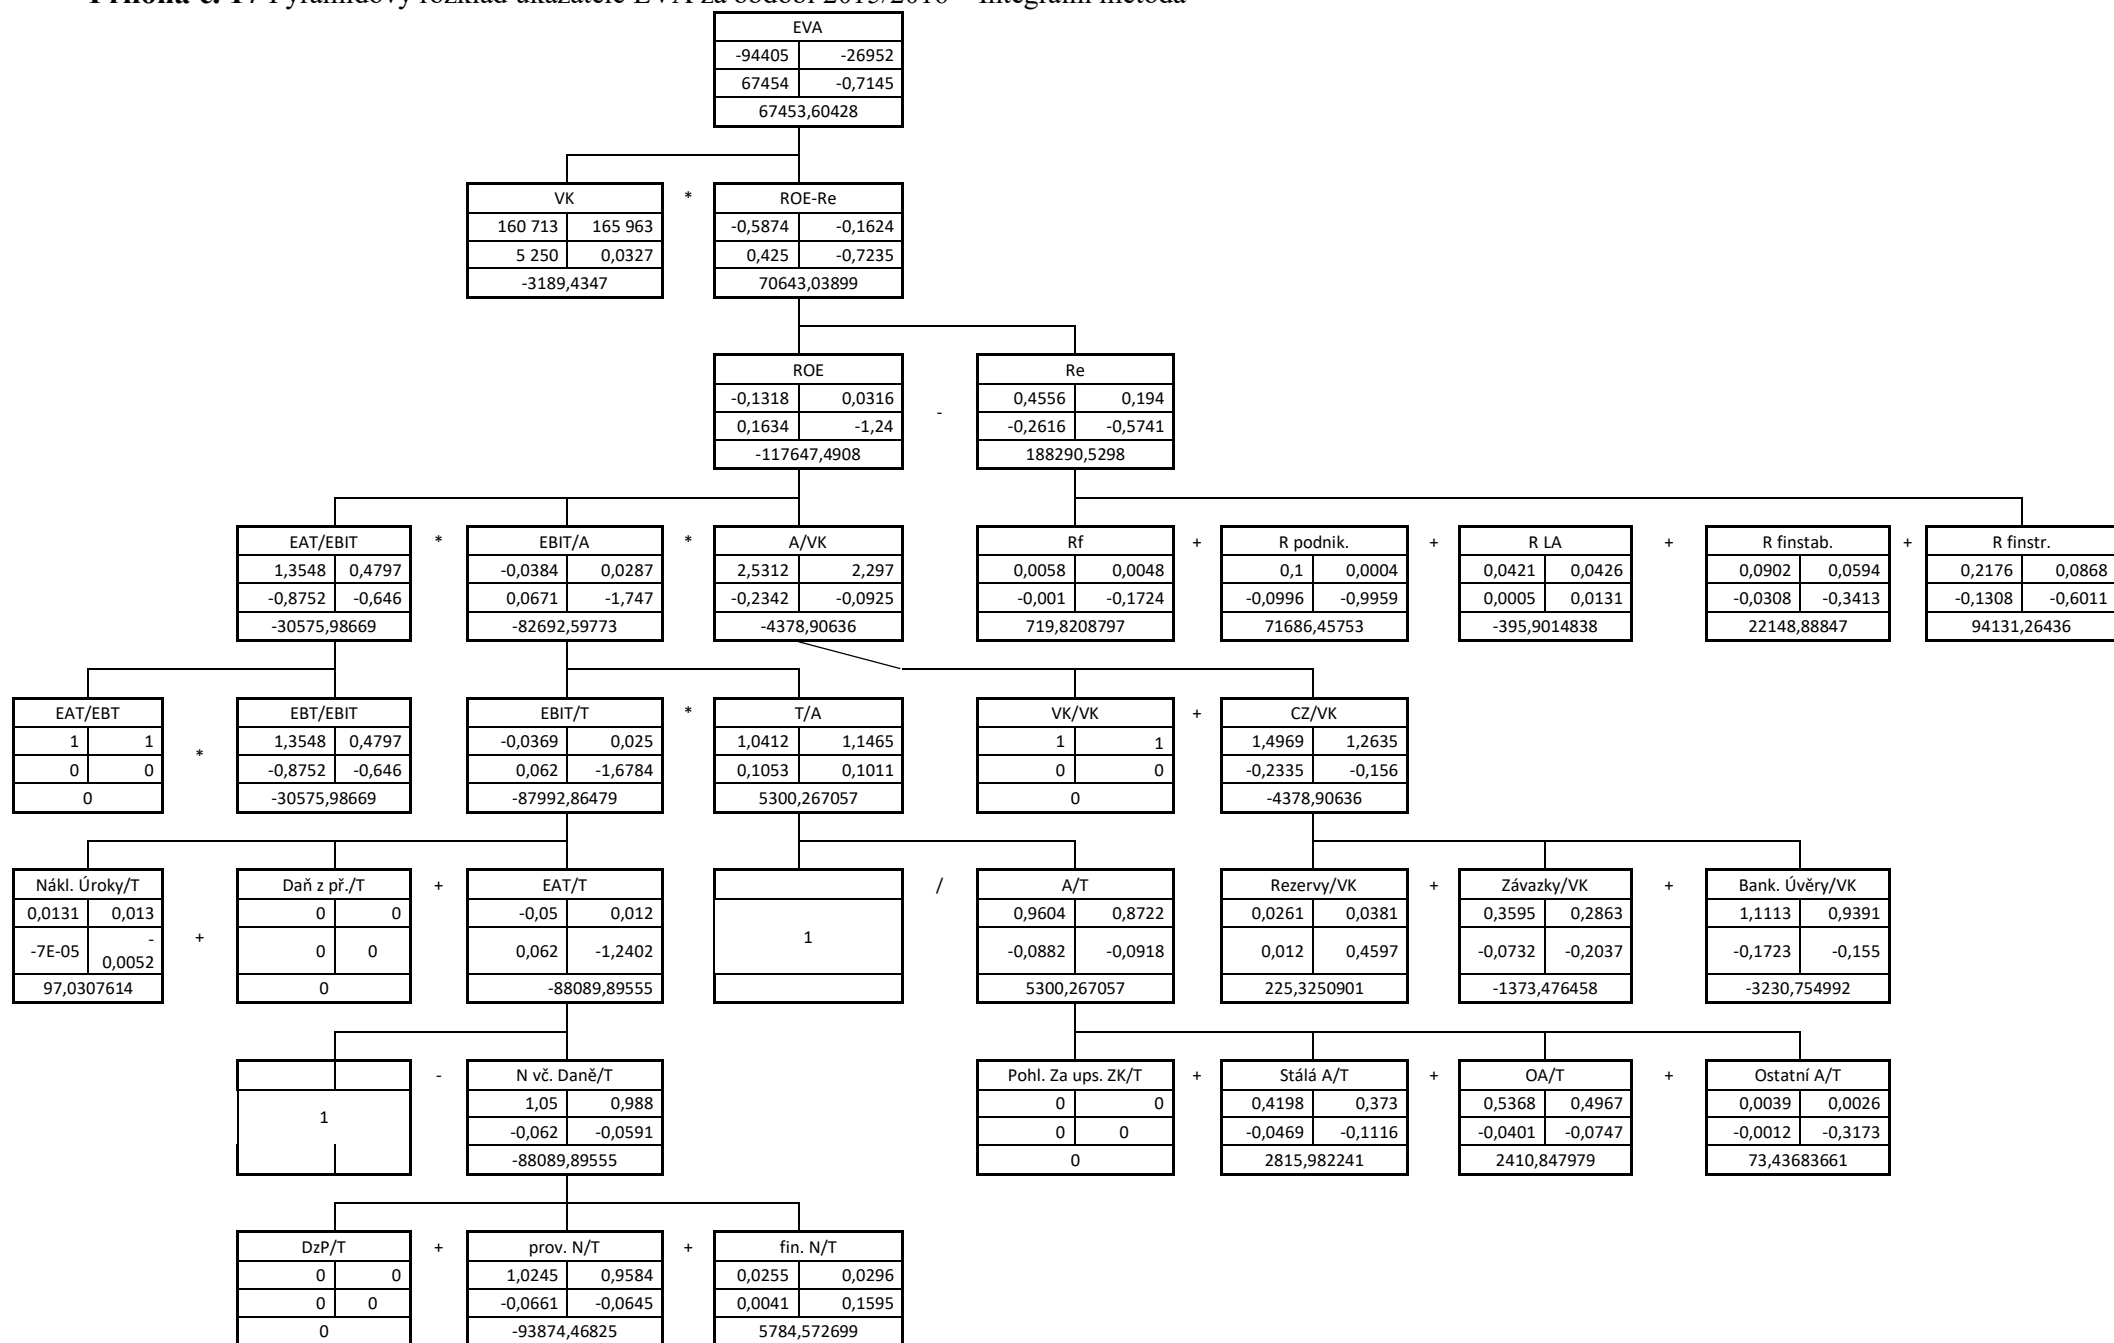 Příloha č. 17 Pyramidový rozklad ukazatele EVA za období 2015/2016 – Integrální metoda
EVA
-94405 -26952
67454 -0,7145
67453,60428
VK * ROE-Re
160 713 165 963 -0,5874 -0,1624
5 250 0,0327 0,425 -0,7235
-3189,4347 70643,03899
ROE Re
-0,1318 0,0316 - 0,4556 0,194
0,1634 -1,24 -0,2616 -0,5741
-117647,4908 188290,5298
EAT/EBIT * EBIT/A * A/VK Rf + R podnik. + R LA + R finstab. + R finstr.
1,3548 0,4797 -0,0384 0,0287 2,5312 2,297 0,0058 0,0048 0,1 0,0004 0,0421 0,0426 0,0902 0,0594 0,2176 0,0868
-0,8752 -0,646 0,0671 -1,747 -0,2342 -0,0925 -0,001 -0,1724 -0,0996 -0,9959 0,0005 0,0131 -0,0308 -0,3413 -0,1308 -0,6011
-30575,98669 -82692,59773 -4378,90636 719,8208797 71686,45753 -395,9014838 22148,88847 94131,26436
EAT/EBT EBT/EBIT EBIT/T * T/A VK/VK + CZ/VK
1 1 * 1,3548 0,4797 -0,0369 0,025 1,0412 1,1465 1 1 1,4969 1,2635
0 0 -0,8752 -0,646 0,062 -1,6784 0,1053 0,1011 0 0 -0,2335 -0,156
0 -30575,98669 -87992,86479 5300,267057 0 -4378,90636
Nákl. Úroky/T Daň z př./T + EAT/T / A/T Rezervy/VK + Závazky/VK + Bank. Úvěry/VK
0,0131 0,013 0 0 -0,05 0,012 0,9604 0,8722 0,0261 0,0381 0,3595 0,2863 1,1113 0,9391
-7E-05 -0,0052 + 0 0 0,062 -1,2402 1 -0,0882 -0,0918 0,012 0,4597 -0,0732 -0,2037 -0,1723 -0,155
97,0307614 0 -88089,89555 5300,267057 225,3250901 -1373,476458 -3230,754992
- N vč. Daně/T Pohl. Za ups. ZK/T + Stálá A/T + OA/T + Ostatní A/T
1 1,05 0,988 0 0 0,4198 0,373 0,5368 0,4967 0,0039 0,0026
-0,062 -0,0591 0 0 -0,0469 -0,1116 -0,0401 -0,0747 -0,0012 -0,3173
-88089,89555 0 2815,982241 2410,847979 73,43683661
DzP/T + prov. N/T + fin. N/T
0 0 1,0245 0,9584 0,0255 0,0296
0 0 -0,0661 -0,0645 0,0041 0,1595
0 -93874,46825 5784,572699